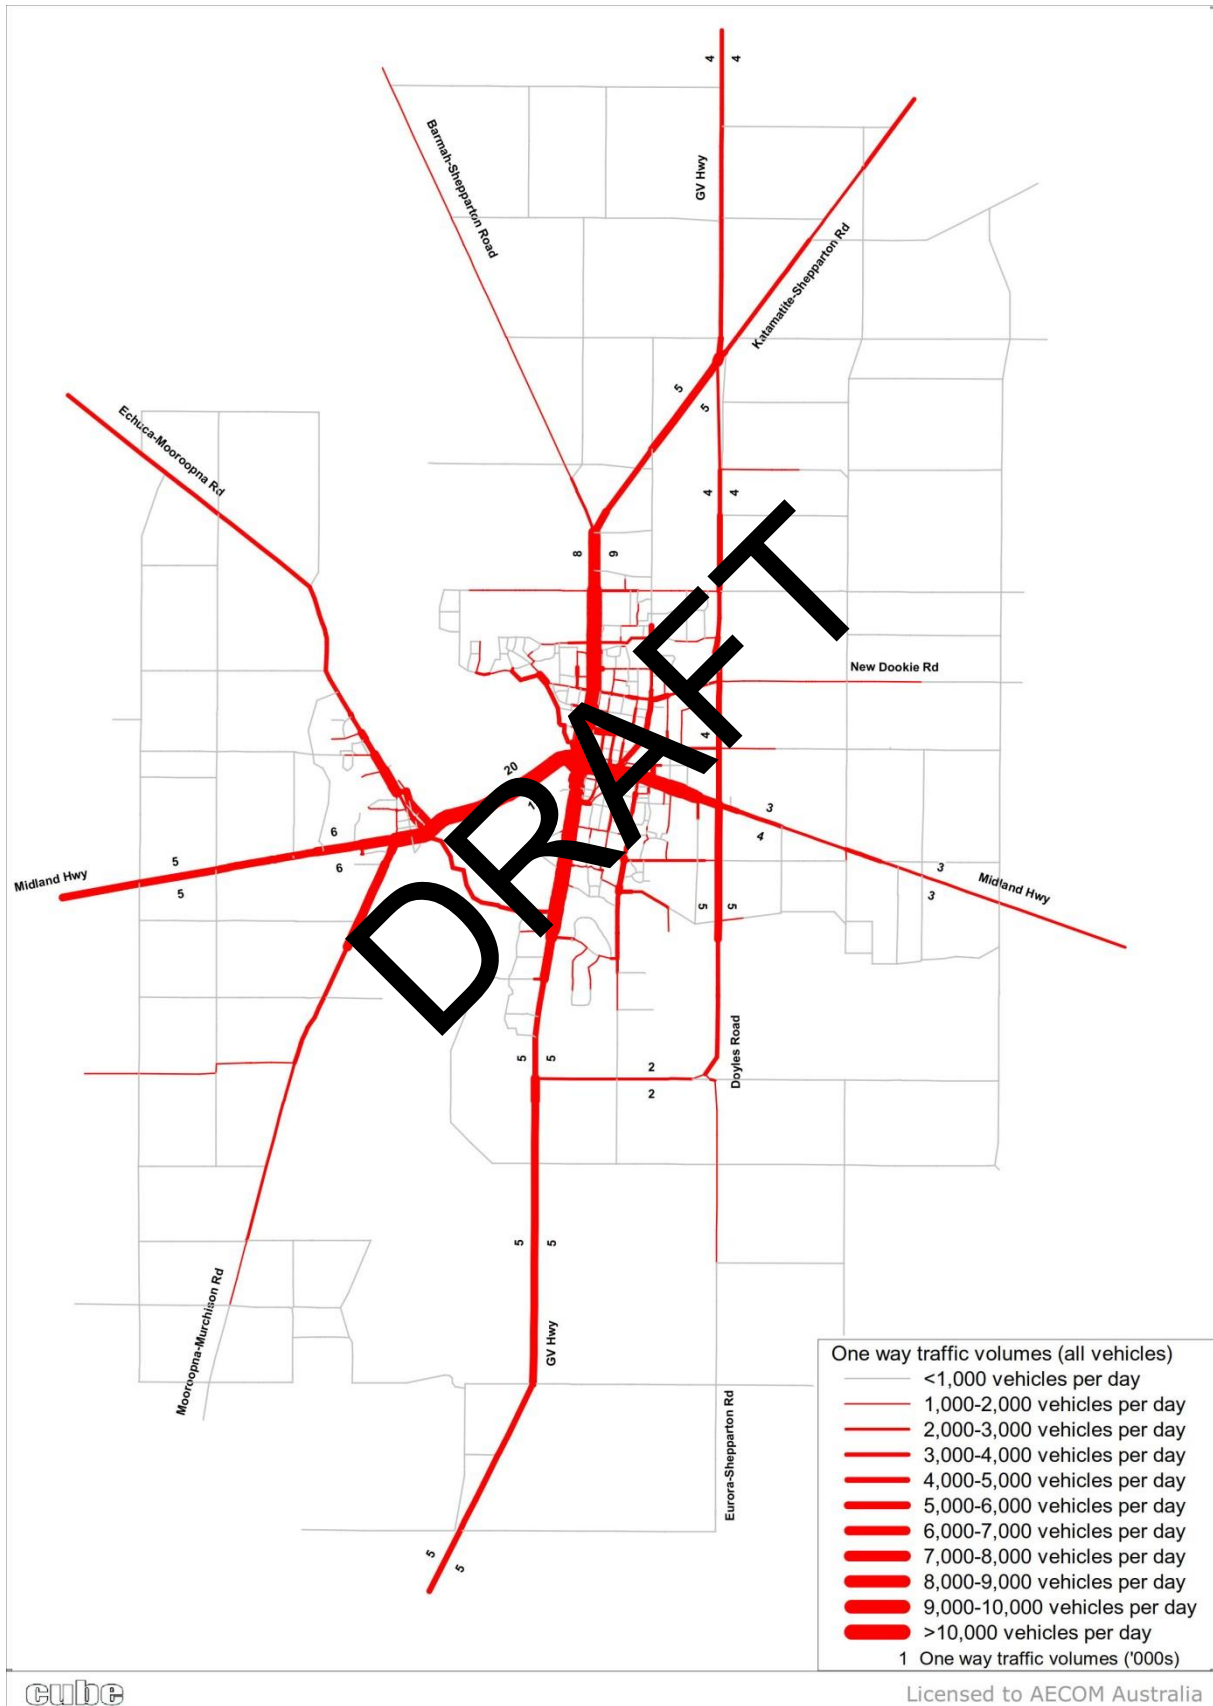 4 4
GV Hwy
Barmah-Shepparton Road
Katamatite-Shepparton Rd
5
5
Echuca-Mooroopna Rd
4 4
8 9
New Dookie Rd
4
20
1
3
4
6
6
5
5
Midland Hwy
3
3
Midland Hwy
5 5
DRAFT
Doyles Road
5 5
2
2
5 5
Mooroopna-Murchison Rd
GV Hwy
Eurora-Shepparton Rd
5
5
One way traffic volumes (all vehicles)
<1,000 vehicles per day
1,000-2,000 vehicles per day
2,000-3,000 vehicles per day
3,000-4,000 vehicles per day
4,000-5,000 vehicles per day
5,000-6,000 vehicles per day
6,000-7,000 vehicles per day
7,000-8,000 vehicles per day
8,000-9,000 vehicles per day
9,000-10,000 vehicles per day
>10,000 vehicles per day
1 One way traffic volumes ('000s)
cube
Licensed to AECOM Australia